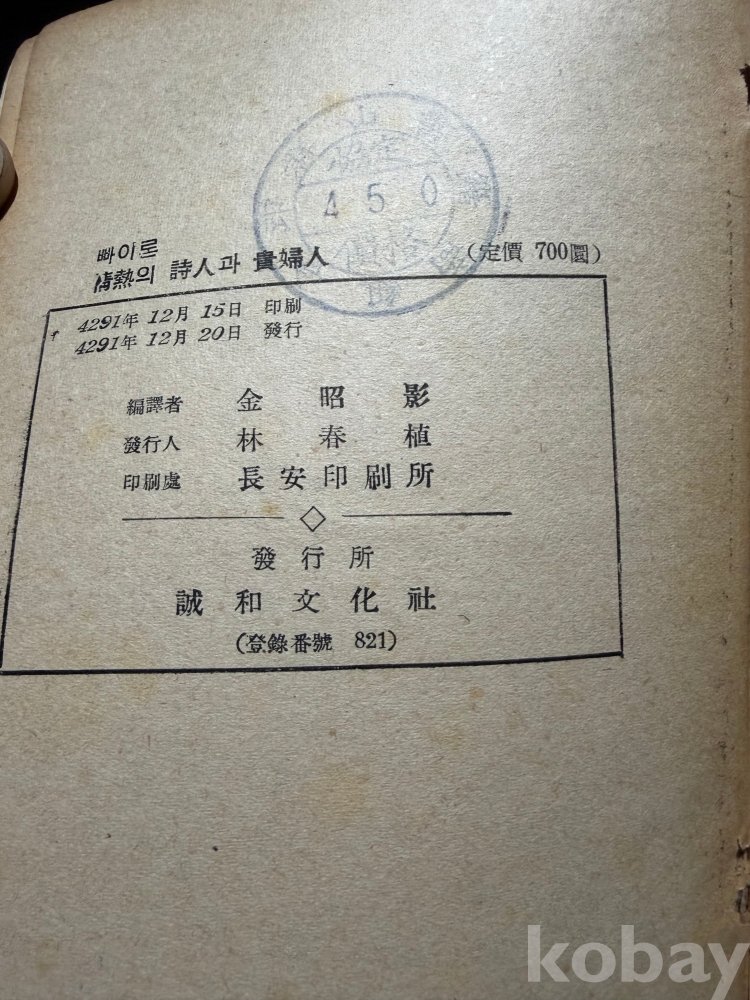 協定
450
價格
빠이론
情熱의 詩人과 貴婦人 (定價 700圜)
4291年 12月 15日 印刷
4291年 12月 20日 發行
編譯者 金昭影
發行人 林春植
印刷處 長安印刷所
發行所
誠和文化社
(登錄番號 821)
kobay